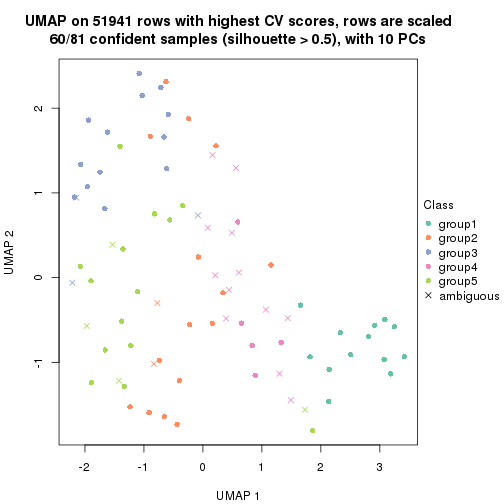 UMAP on 51941 rows with highest CV scores, rows are scaled
60/81 confident samples (silhouette > 0.5), with 10 PCs
2
1
0
-1
UMAP 2
-2
-1
0
1
2
3
UMAP 1
Class
group1
group2
group3
group4
group5
ambiguous